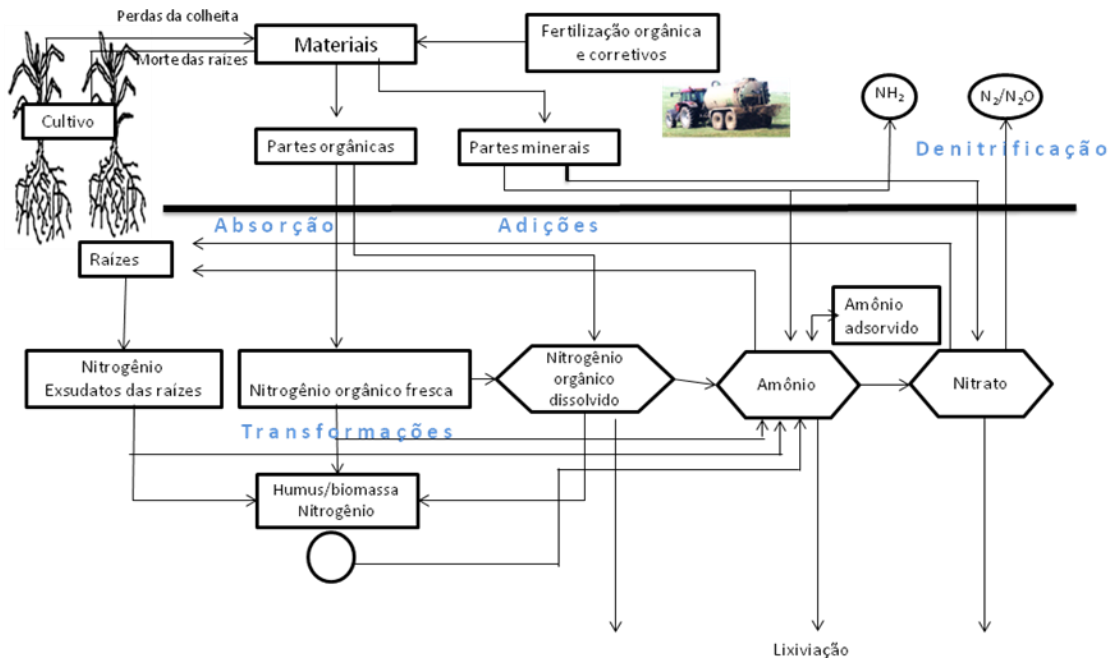 Perdas da colheita
Materiais
Fertilização orgânica
e corretivos
Morte das raízes
NH₂
N₂/N₂O
Cultivo
Partes orgânicas
Partes minerais
Denitrificação
Absorção
Adições
Raízes
Amônio
adsorvido
Nitrogênio
Exsudatos das raízes
Nitrogênio orgânico fresca
Nitrogênio
orgânico
dissolvido
Amônio
Nitrato
Transformações
Humus/biomassa
Nitrogênio
Lixiviação